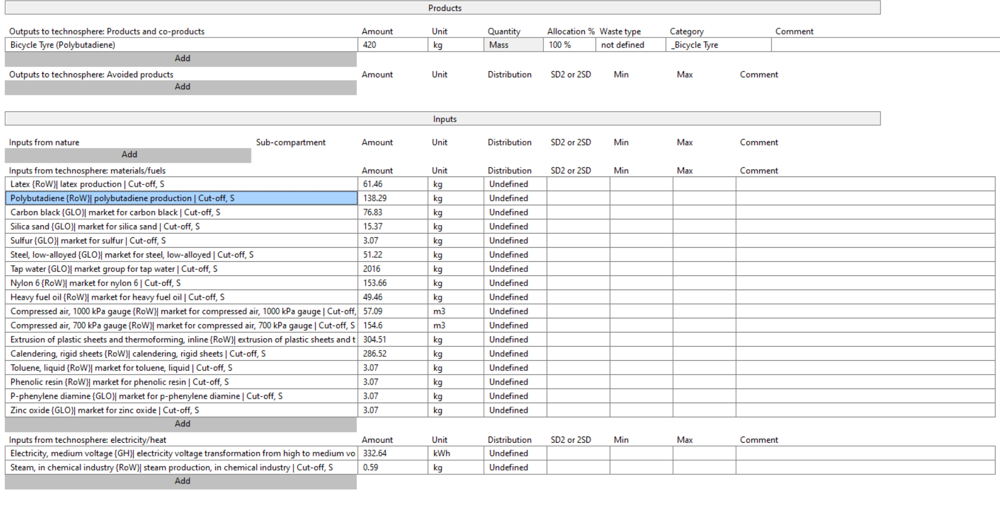 Products
Outputs to technosphere: Products and co-products Amount Unit Quantity Allocation % Waste type Category Comment
Bicycle Tyre (Polybutadiene) 420 kg Mass 100 % not defined _Bicycle Tyre
Add
Outputs to technosphere: Avoided products Amount Unit Distribution SD2 or 2SD Min Max Comment
Add
Inputs
Inputs from nature Sub-compartment Amount Unit Distribution SD2 or 2SD Min Max Comment
Add
Inputs from technosphere: materials/fuels Amount Unit Distribution SD2 or 2SD Min Max Comment
Latex {RoW}| latex production | Cut-off, S 61.46 kg Undefined
Polybutadiene {RoW}| polybutadiene production | Cut-off, S 138.29 kg Undefined
Carbon black {GLO}| market for carbon black | Cut-off, S 76.83 kg Undefined
Silica sand {GLO}| market for silica sand | Cut-off, S 15.37 kg Undefined
Sulfur {GLO}| market for sulfur | Cut-off, S 3.07 kg Undefined
Steel, low-alloyed {GLO}| market for steel, low-alloyed | Cut-off, S 51.22 kg Undefined
Tap water {GLO}| market group for tap water | Cut-off, S 2016 kg Undefined
Nylon 6 {RoW}| market for nylon 6 | Cut-off, S 153.66 kg Undefined
Heavy fuel oil {RoW}| market for heavy fuel oil | Cut-off, S 49.46 kg Undefined
Compressed air, 1000 kPa gauge {RoW}| market for compressed air, 1000 kPa gauge | Cut-off, 57.09 m3 Undefined
Compressed air, 700 kPa gauge {RoW}| market for compressed air, 700 kPa gauge | Cut-off, S 154.6 m3 Undefined
Extrusion of plastic sheets and thermoforming, inline {RoW}| extrusion of plastic sheets and t 304.51 kg Undefined
Calendering, rigid sheets {RoW}| calendering, rigid sheets | Cut-off, S 286.52 kg Undefined
Toluene, liquid {RoW}| market for toluene, liquid | Cut-off, S 3.07 kg Undefined
Phenolic resin {RoW}| market for phenolic resin | Cut-off, S 3.07 kg Undefined
P-phenylene diamine {GLO}| market for p-phenylene diamine | Cut-off, S 3.07 kg Undefined
Zinc oxide {GLO}| market for zinc oxide | Cut-off, S 3.07 kg Undefined
Add
Inputs from technosphere: electricity/heat Amount Unit Distribution SD2 or 2SD Min Max Comment
Electricity, medium voltage {GH}| electricity voltage transformation from high to medium vo 332.64 kWh Undefined
Steam, in chemical industry {RoW}| steam production, in chemical industry | Cut-off, S 0.59 kg Undefined
Add